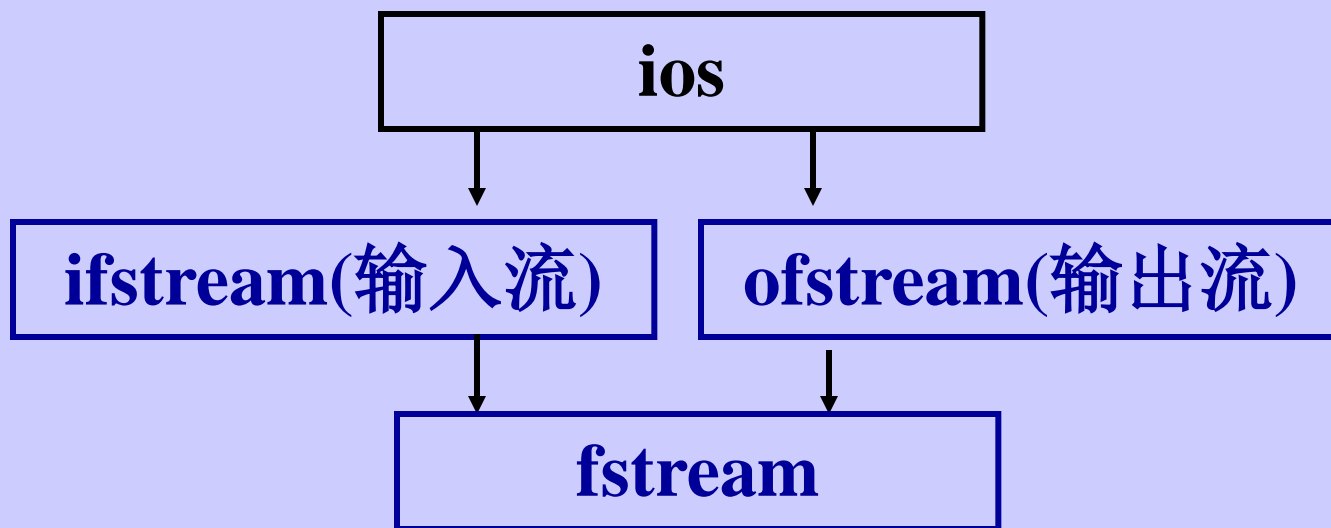 ios
ifstream(输入流)
ofstream(输出流)
fstream